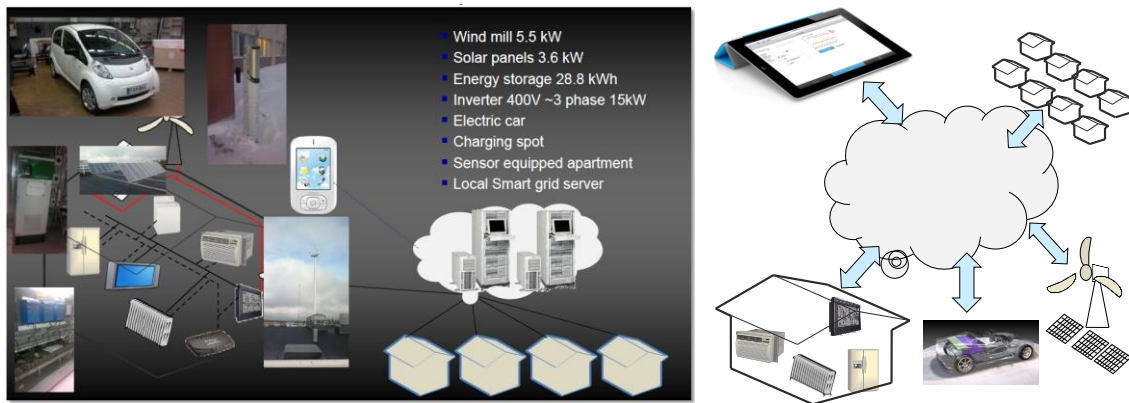 Wind mill 5.5 kW
Solar panels 3.6 kW
Energy storage 28.8 kWh
Inverter 400V ~3 phase 15kW
Electric car
Charging spot
Sensor equipped apartment
Local Smart grid server